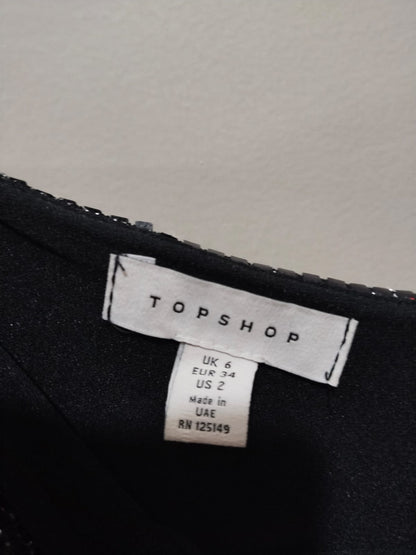 TOPSHOP
UK 6
EUR 34
US 2
Made in
UAE
RN 125149